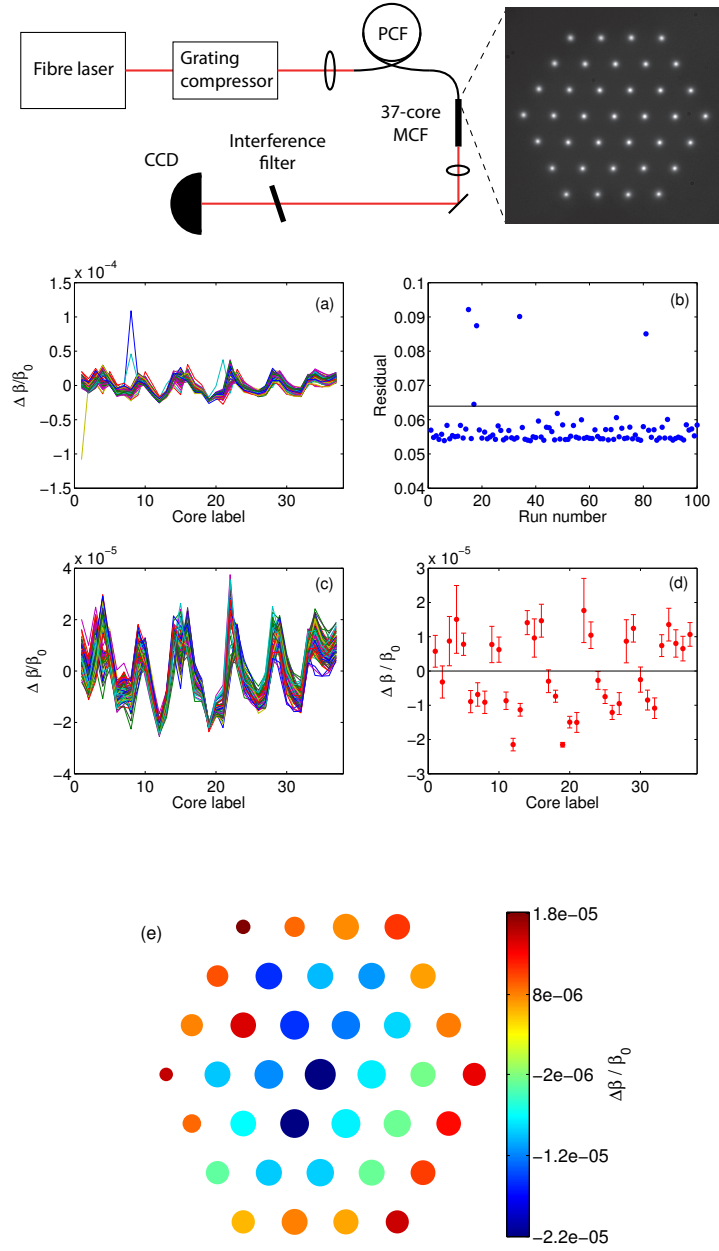 Fibre laser
Grating
compressor
PCF
37-core
MCF
Interference
filter
CCD
x 10⁻⁴
(a)
1.5
1
0.5
0
−0.5
−1
−1.5
Δ β/β₀
0 10 20 30
Core label
(b)
0.1
0.09
0.08
0.07
0.06
0.05
0.04
Residual
0 20 40 60 80 100
Run number
x 10⁻⁵
(c)
4
2
0
−2
−4
Δ β/β₀
0 10 20 30
Core label
x 10⁻⁵
(d)
3
2
1
0
−1
−2
−3
Δ β / β₀
0 10 20 30
Core label
(e)
1.8e−05
8e−06
−2e−06
−1.2e−05
−2.2e−05
Δβ / β₀